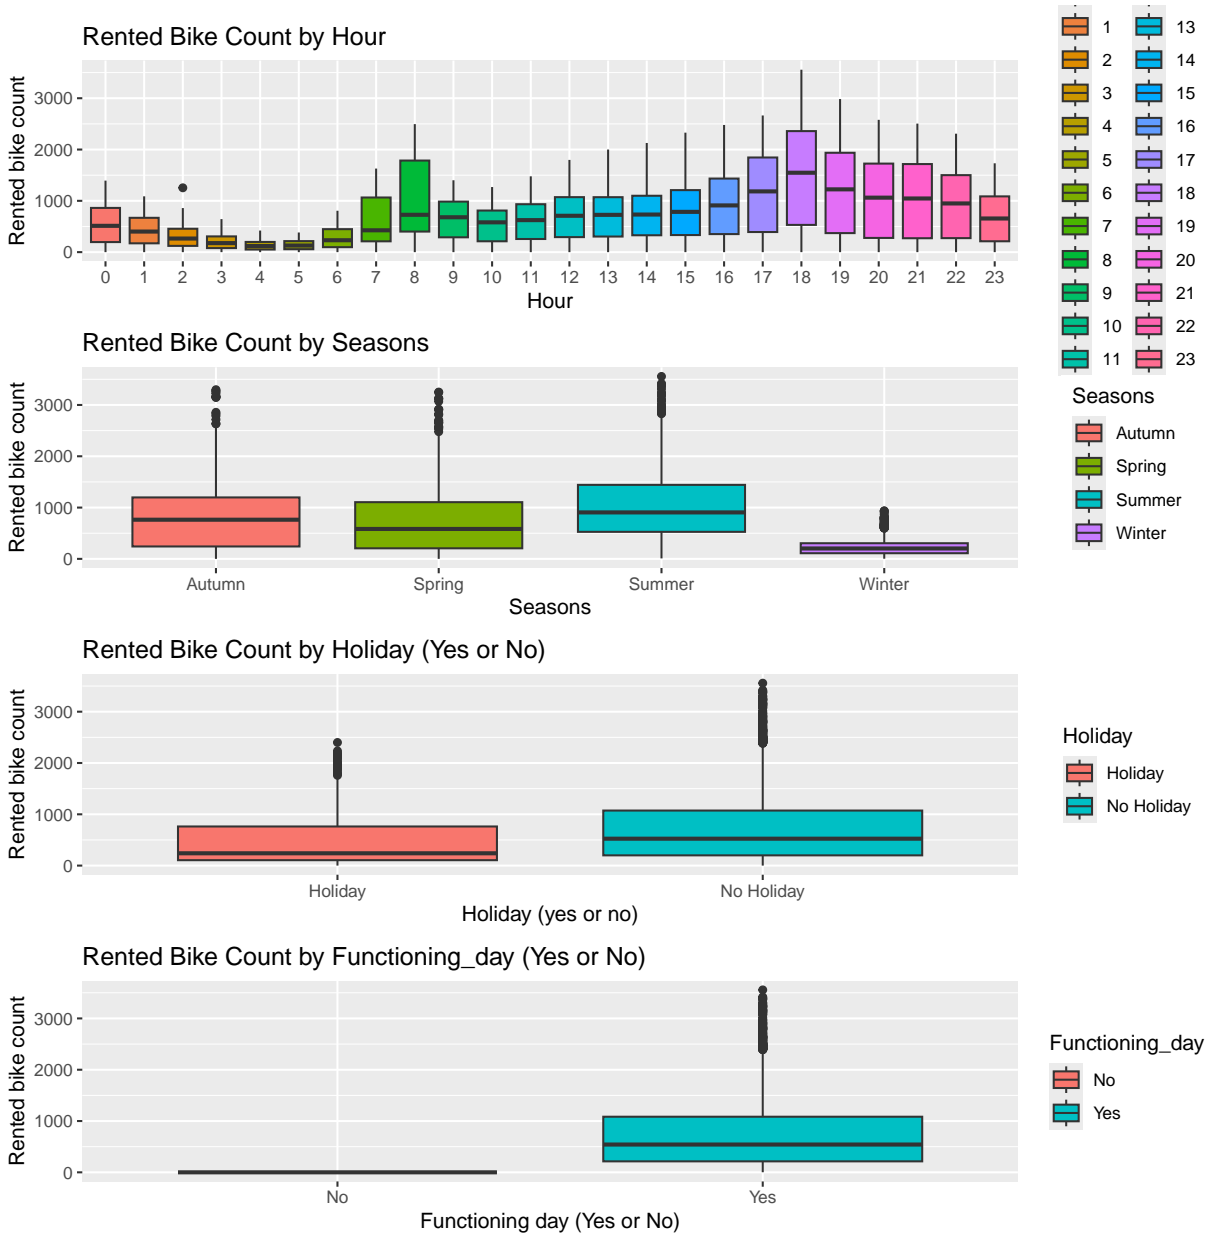 Rented Bike Count by Hour
Rented bike count
3000
2000
1000
0
0 1 2 3 4 5 6 7 8 9 10 11 12 13 14 15 16 17 18 19 20 21 22 23
Hour
1 13
2 14
3 15
4 16
5 17
6 18
7 19
8 20
9 21
10 22
11 23
Rented Bike Count by Seasons
Rented bike count
3000
2000
1000
0
Autumn Spring Summer Winter
Seasons
Seasons
Autumn
Spring
Summer
Winter
Rented Bike Count by Holiday (Yes or No)
Rented bike count
3000
2000
1000
0
Holiday No Holiday
Holiday (yes or no)
Holiday
Holiday
No Holiday
Rented Bike Count by Functioning_day (Yes or No)
Rented bike count
3000
2000
1000
0
No Yes
Functioning day (Yes or No)
Functioning_day
No
Yes